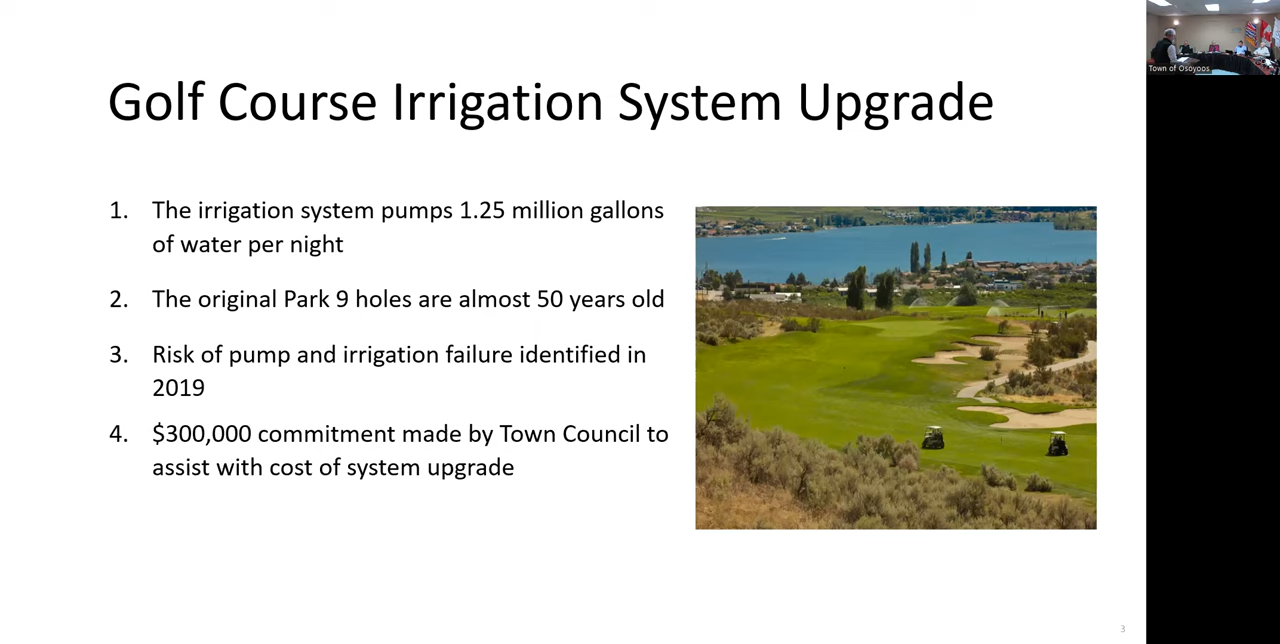 Golf Course Irrigation System Upgrade
1. The irrigation system pumps 1.25 million gallons
of water per night
2. The original Park 9 holes are almost 50 years old
3. Risk of pump and irrigation failure identified in
2019
4. $300,000 commitment made by Town Council to
assist with cost of system upgrade
Town of Osoyoos
3